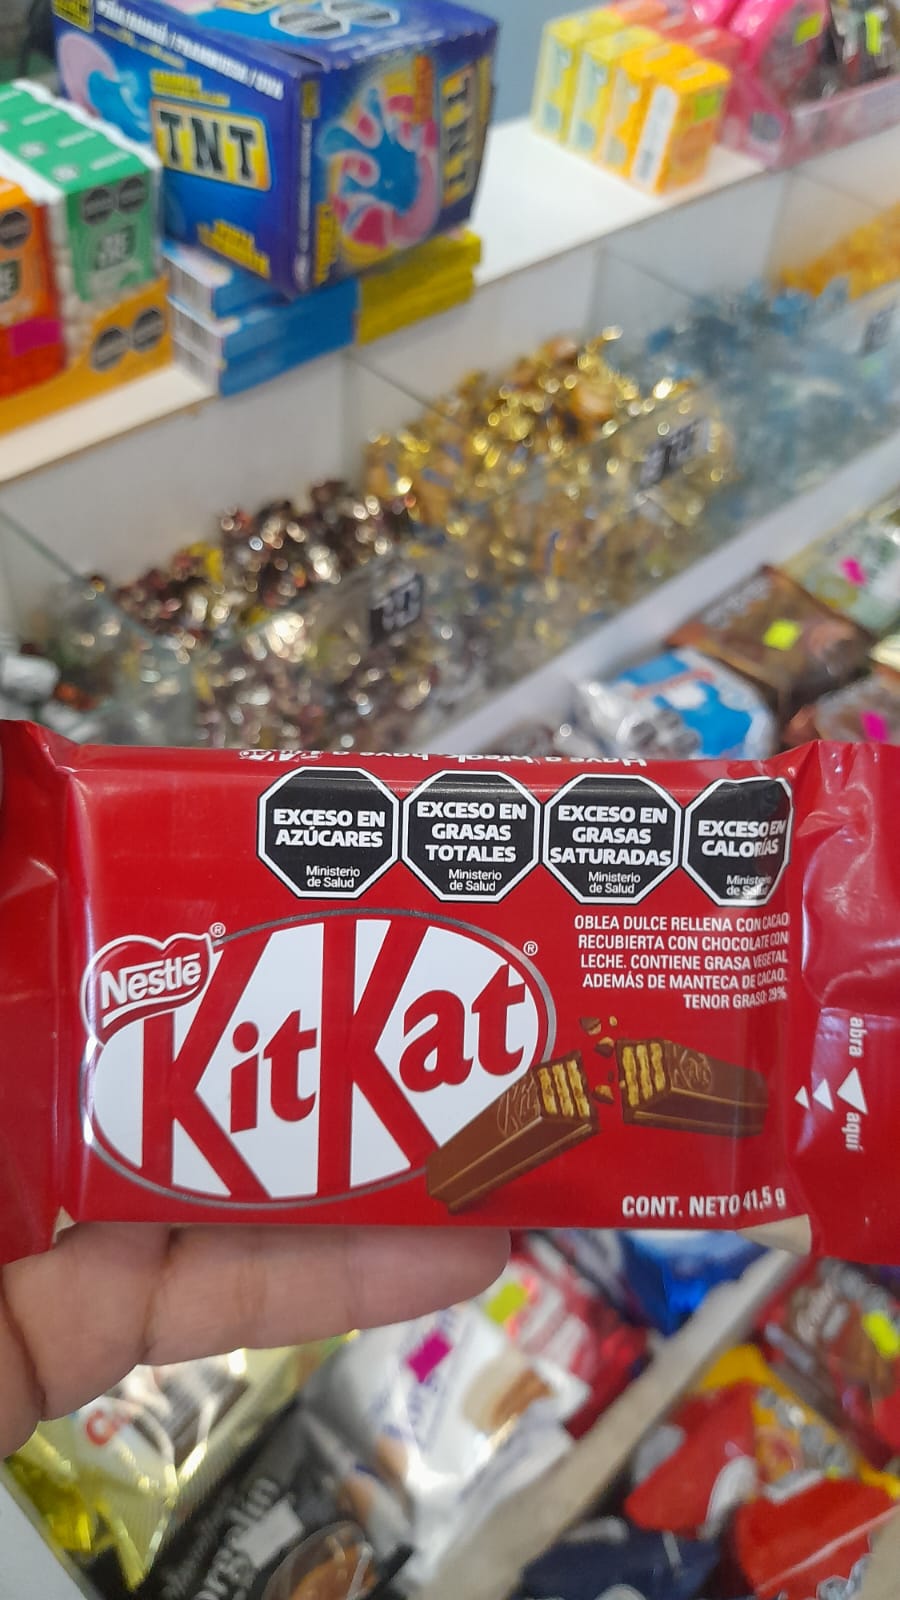 TNT
TNT
Have a break, have a
EXCESO EN
AZÚCARES
Ministerio
de Salud
EXCESO EN
GRASAS
TOTALES
Ministerio
de Salud
EXCESO EN
GRASAS
SATURADAS
Ministerio
de Salud
EXCESO EN
CALORÍAS
Ministerio
de Salud
OBLEA DULCE RELLENA CON CACAO
RECUBIERTA CON CHOCOLATE CON
LECHE. CONTIENE GRASA VEGETAL
ADEMÁS DE MANTECA DE CACAO.
TENOR GRASO: 29%
Nestlé®
KitKat®
abra aquí
CONT. NETO 41,5 g